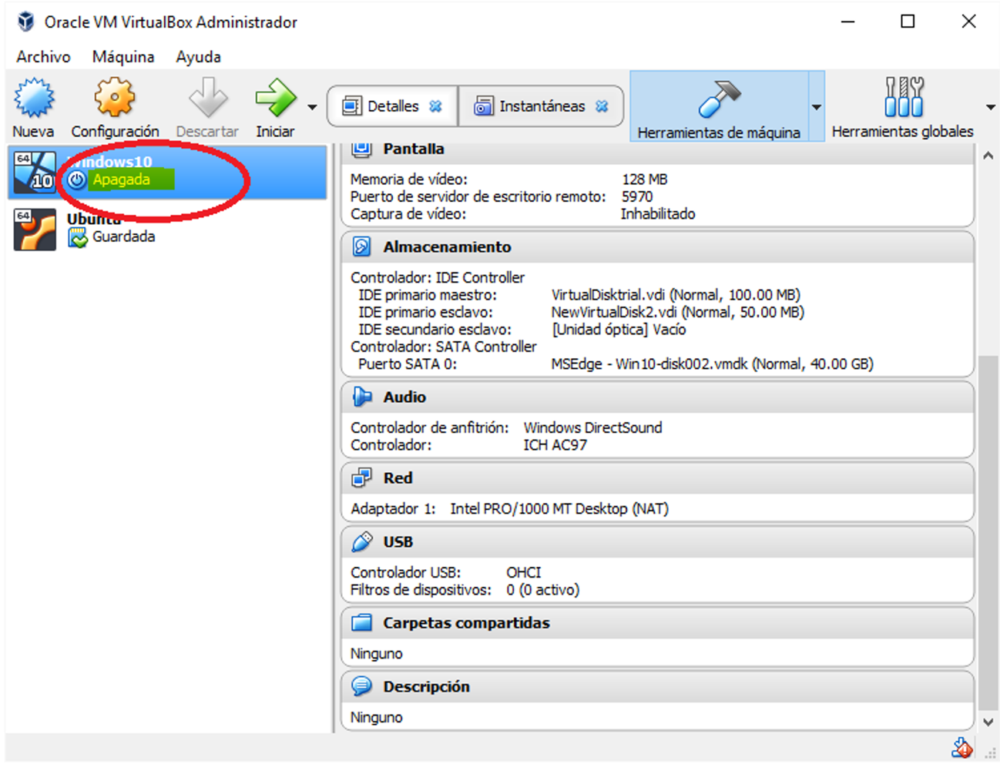 Oracle VM VirtualBox Administrador
Archivo Máquina Ayuda
Nueva Configuración Descartar Iniciar Detalles Instantáneas Herramientas de máquina Herramientas globales
64 10 Windows10
Apagada
64 Ubuntu
Guardada
Pantalla
Memoria de vídeo: 128 MB
Puerto de servidor de escritorio remoto: 5970
Captura de vídeo: Inhabilitado
Almacenamiento
Controlador: IDE Controller
IDE primario maestro: VirtualDisktrial.vdi (Normal, 100.00 MB)
IDE primario esclavo: NewVirtualDisk2.vdi (Normal, 50.00 MB)
IDE secundario esclavo: [Unidad óptica] Vacío
Controlador: SATA Controller
Puerto SATA 0: MSEdge - Win10-disk002.vmdk (Normal, 40.00 GB)
Audio
Controlador de anfitrión: Windows DirectSound
Controlador: ICH AC97
Red
Adaptador 1: Intel PRO/1000 MT Desktop (NAT)
USB
Controlador USB: OHCI
Filtros de dispositivos: 0 (0 activo)
Carpetas compartidas
Ninguno
Descripción
Ninguno